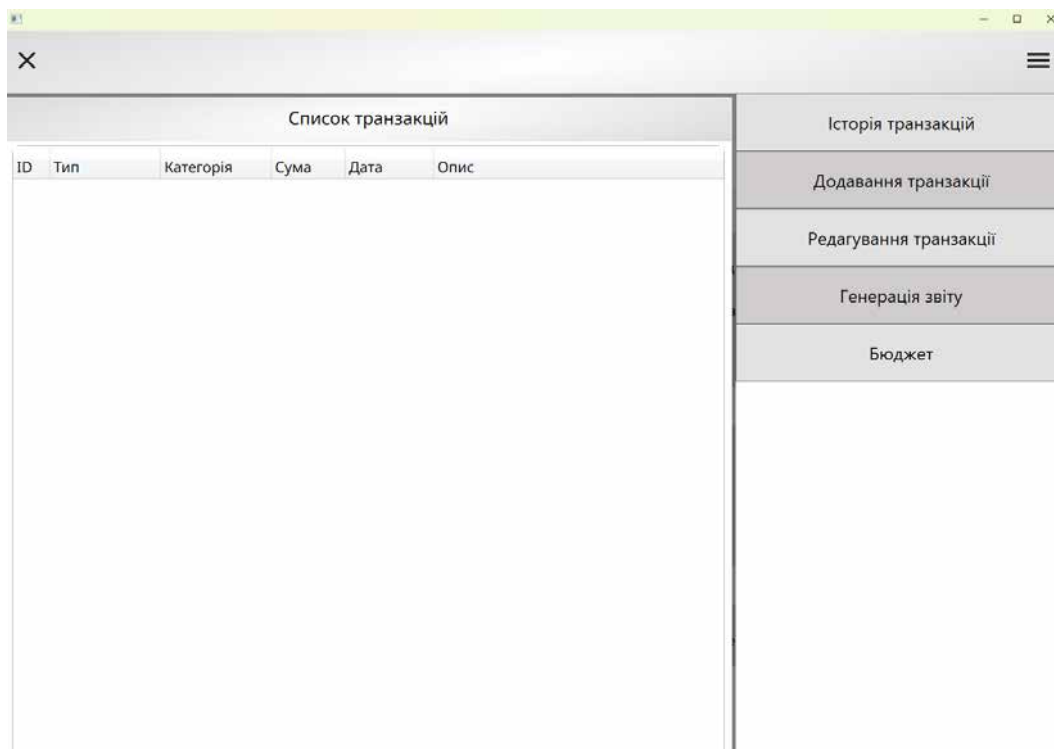 Список транзакцій
ID Тип Категорія Сума Дата Опис
Історія транзакцій
Додавання транзакції
Редагування транзакції
Генерація звіту
Бюджет